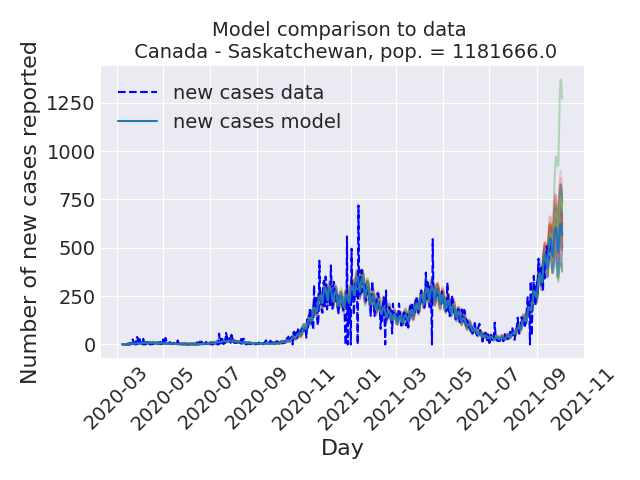 Model comparison to data
Canada - Saskatchewan, pop. = 1181666.0
Number of new cases reported
1250
1000
750
500
250
0
new cases data
new cases model
2020-03
2020-05
2020-07
2020-09
2020-11
2021-01
2021-03
2021-05
2021-07
2021-09
2021-11
Day